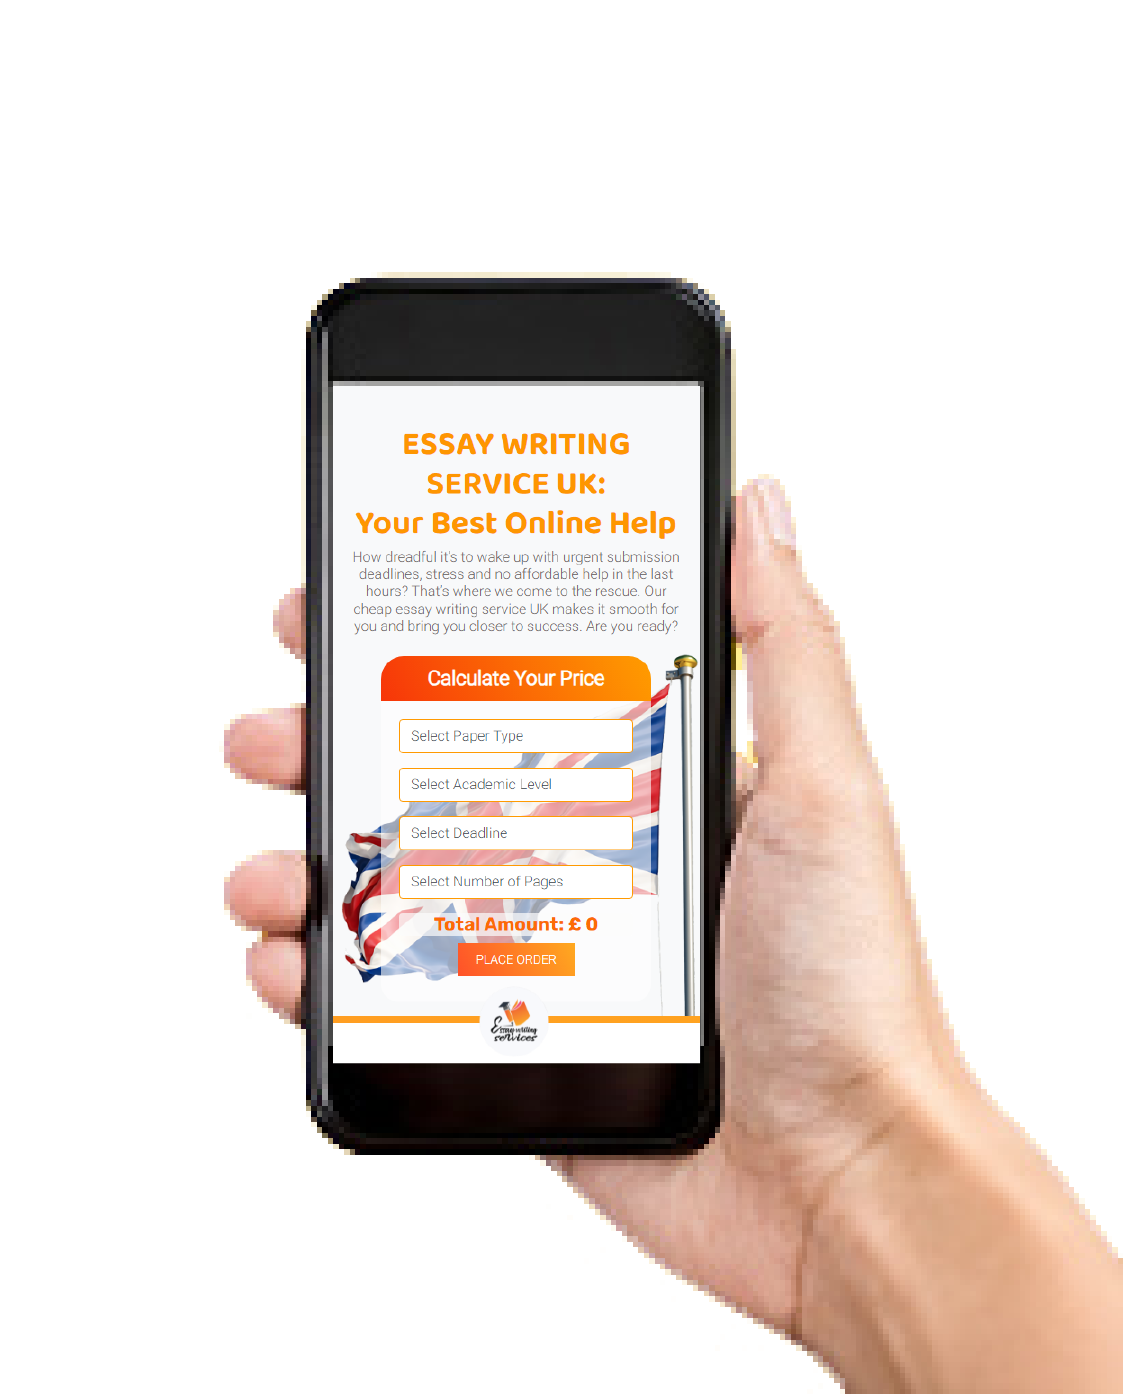 ESSAY WRITING
SERVICE UK:
Your Best Online Help
How dreadful it's to wake up with urgent submission
deadlines, stress and no affordable help in the last
hours? That's where we come to the rescue. Our
cheap essay writing service UK makes it smooth for
you and bring you closer to success. Are you ready?
Calculate Your Price
Select Paper Type
Select Academic Level
Select Deadline
Select Number of Pages
Total Amount: £ 0
PLACE ORDER
Essay writing
services